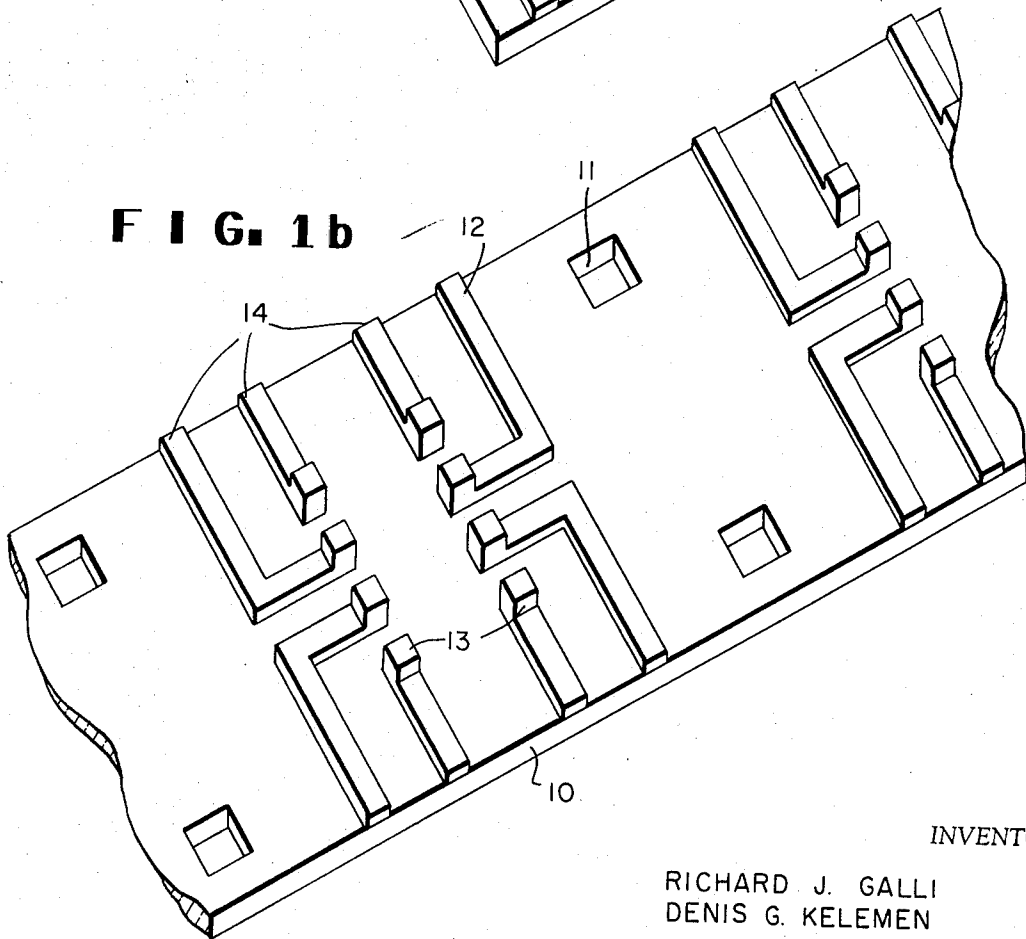 11
FIG. 1b
12
14
13
10
INVENT
RICHARD J. GALLI
DENIS G. KELEMEN